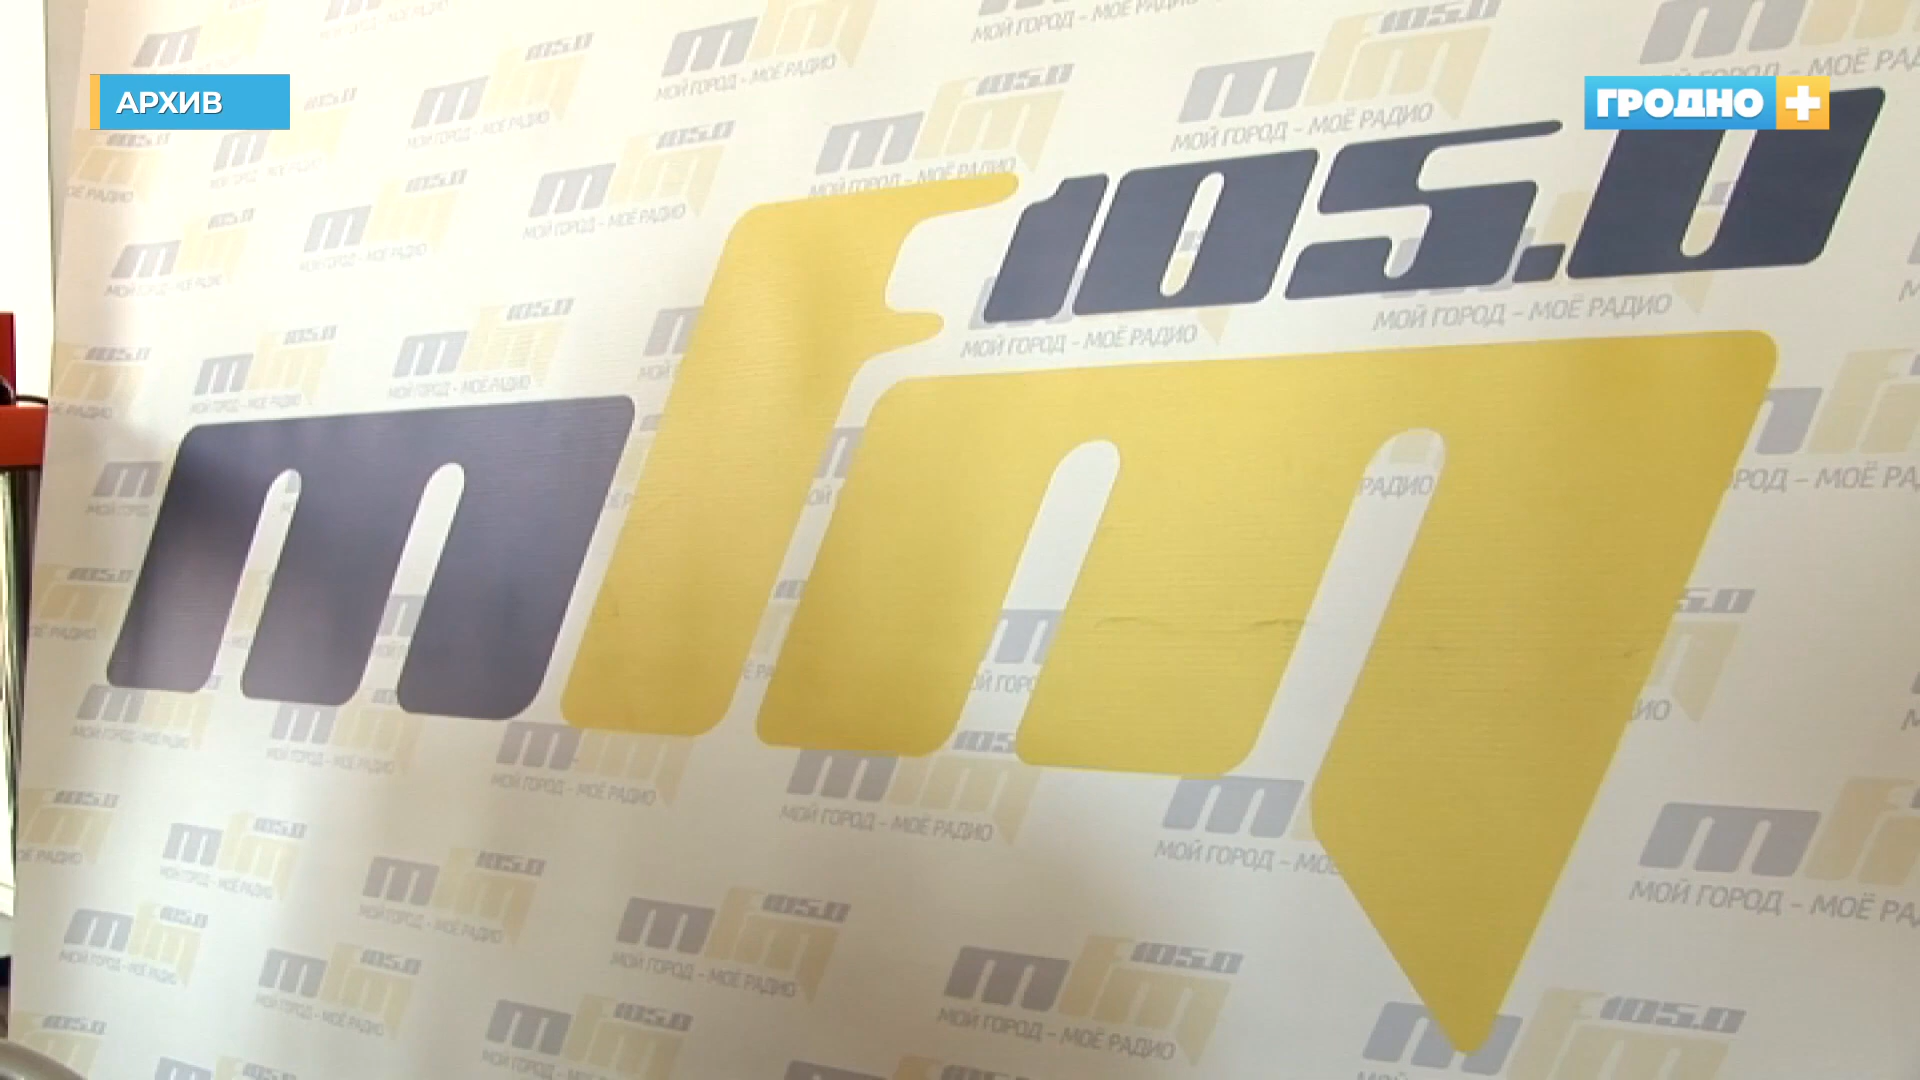 АРХИВ
ГРОДНО +
mfm 105.0
МОЙ ГОРОД – МОЁ РАДИО